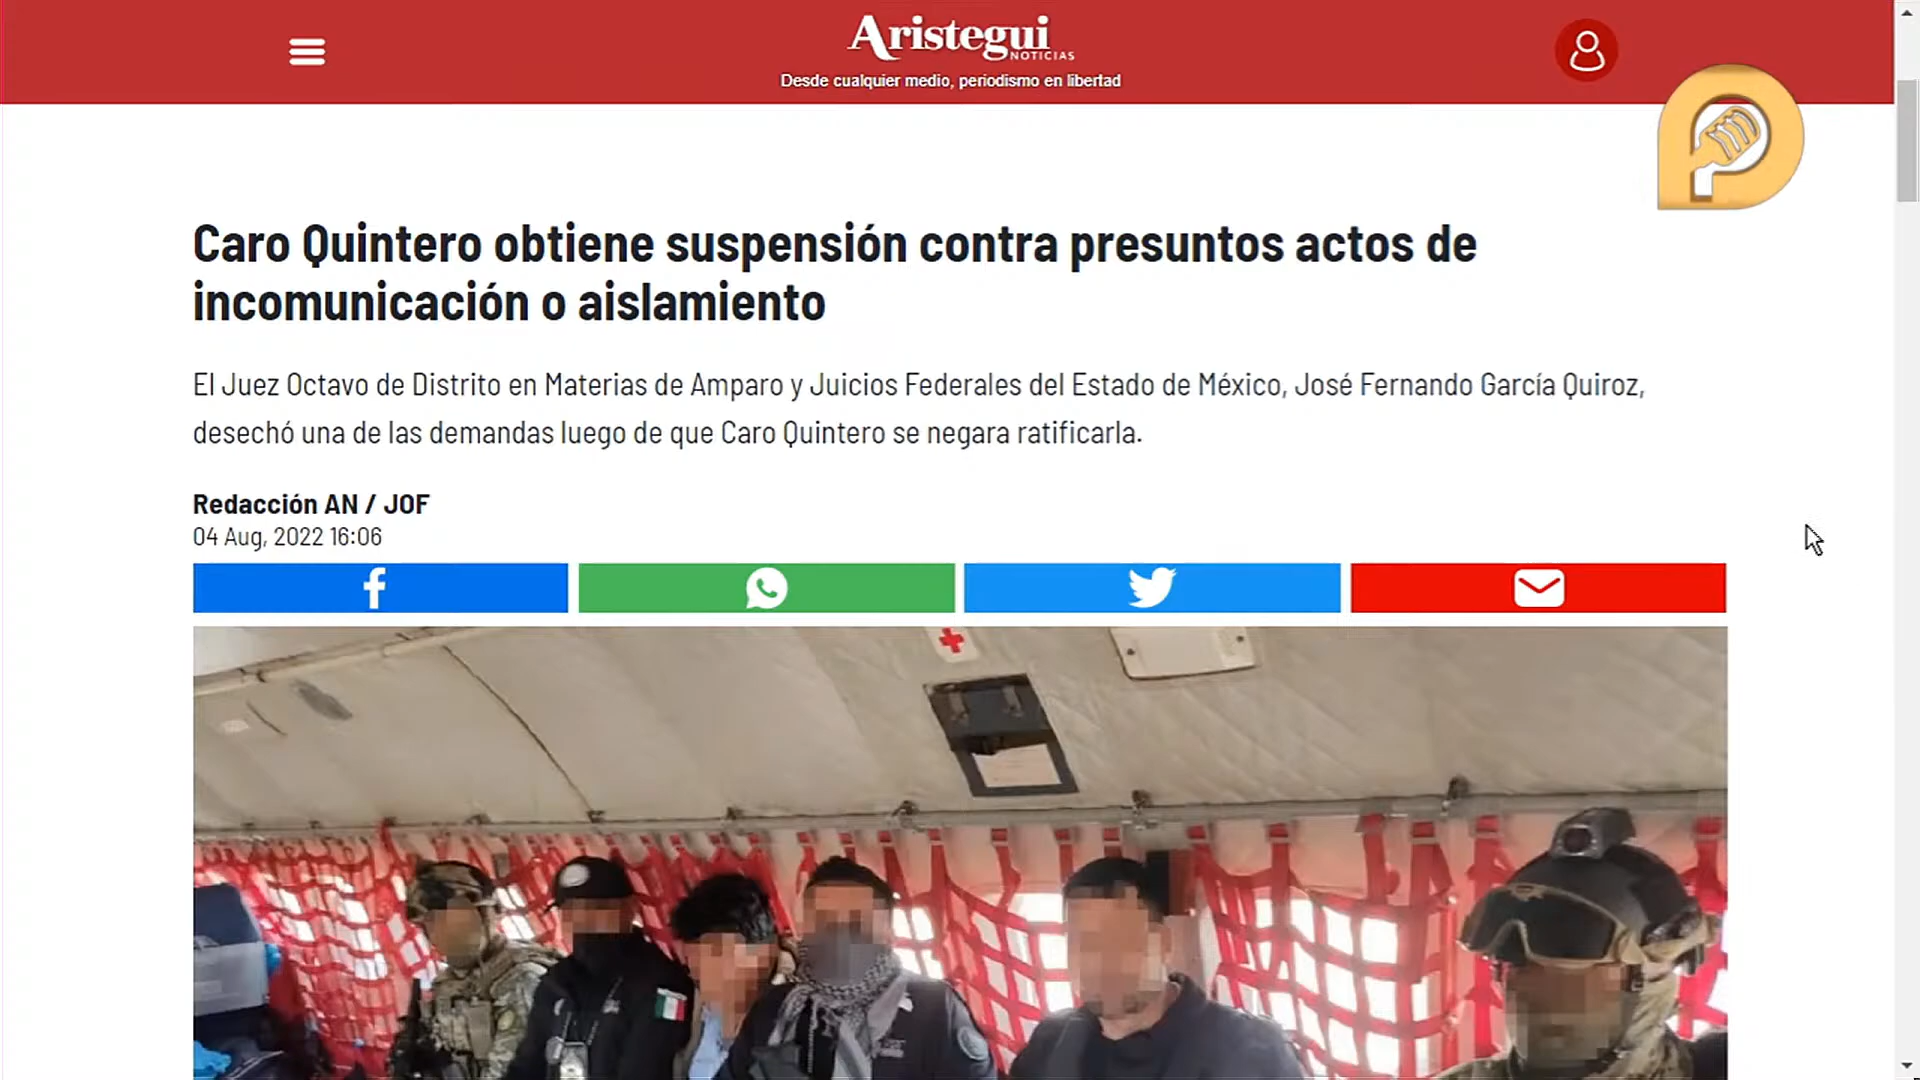 Aristegui
NOTICIAS
Desde cualquier medio, periodismo en libertad
Caro Quintero obtiene suspensión contra presuntos actos de
incomunicación o aislamiento
El Juez Octavo de Distrito en Materias de Amparo y Juicios Federales del Estado de México, José Fernando García Quiroz,
desechó una de las demandas luego de que Caro Quintero se negara ratificarla.
Redacción AN / JOF
04 Aug, 2022 16:06